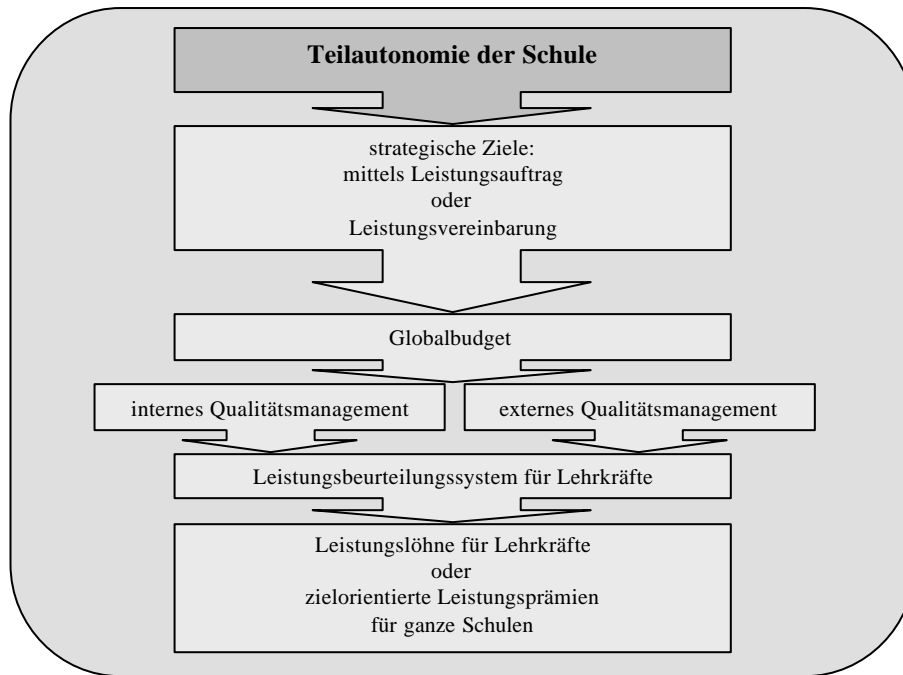 Teilautonomie der Schule
strategische Ziele:
mittels Leistungsauftrag
oder
Leistungsvereinbarung
Globalbudget
internes Qualitätsmanagement
externes Qualitätsmanagement
Leistungsbeurteilungssystem für Lehrkräfte
Leistungslöhne für Lehrkräfte
oder
zielorientierte Leistungsprämien
für ganze Schulen